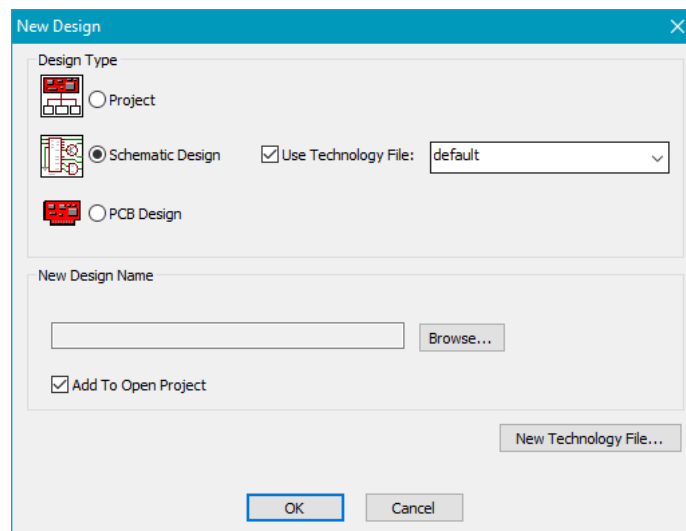 New Design
Design Type
Project
Schematic Design
Use Technology File:
default
PCB Design
New Design Name
Browse...
Add To Open Project
New Technology File...
OK
Cancel